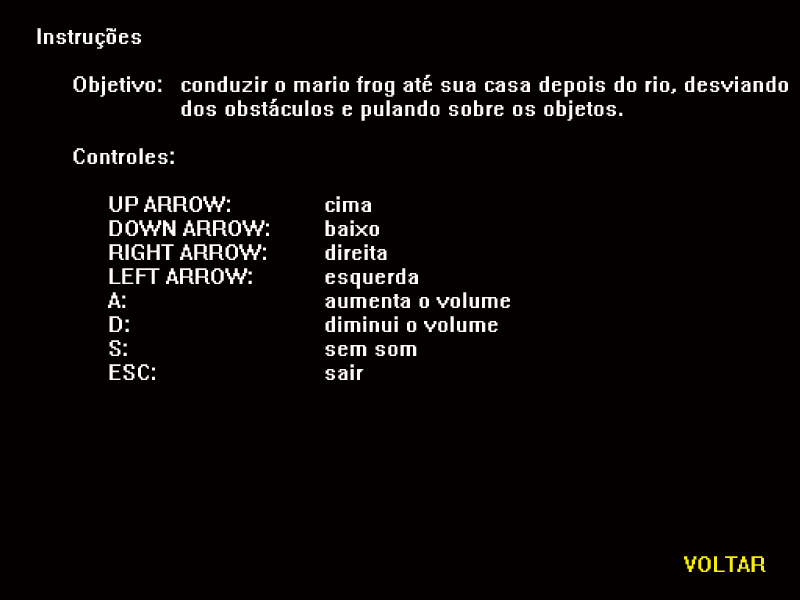 Instruções
Objetivo: conduzir o mario frog até sua casa depois do rio, desviando
dos obstáculos e pulando sobre os objetos.
Controles:
UP ARROW: cima
DOWN ARROW: baixo
RIGHT ARROW: direita
LEFT ARROW: esquerda
A: aumenta o volume
D: diminui o volume
S: sem som
ESC: sair
VOLTAR